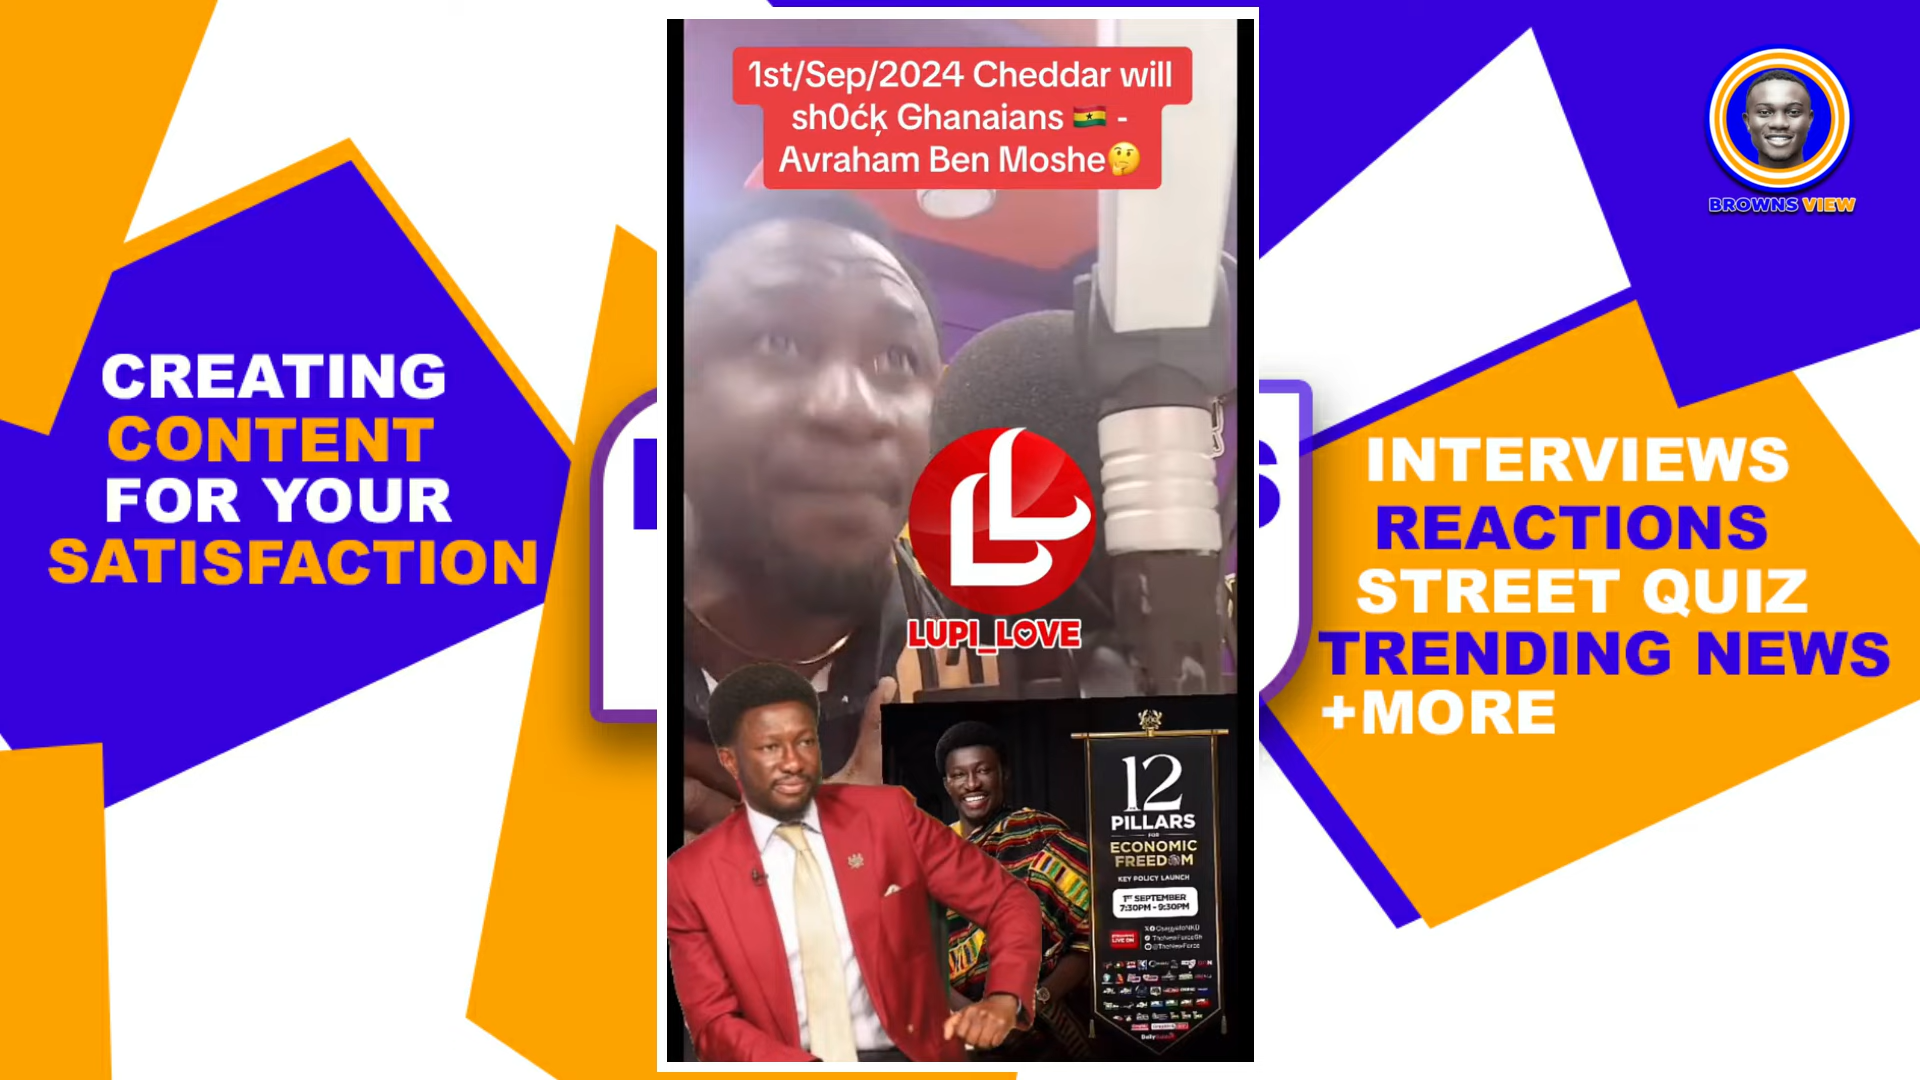 1st/Sep/2024 Cheddar will
sh0ćķ Ghanaians 🇬🇭 -
Avraham Ben Moshe🤔
BROWNS VIEW
CREATING
CONTENT
FOR YOUR
SATISFACTION
INTERVIEWS
REACTIONS
STREET QUIZ
TRENDING NEWS
+MORE
LUPI_LOVE
12
PILLARS
FOR
ECONOMIC
FREEDOM
KEY POLICY LAUNCH
1ST SEPTEMBER
7:30PM - 9:30PM
LIVE ON